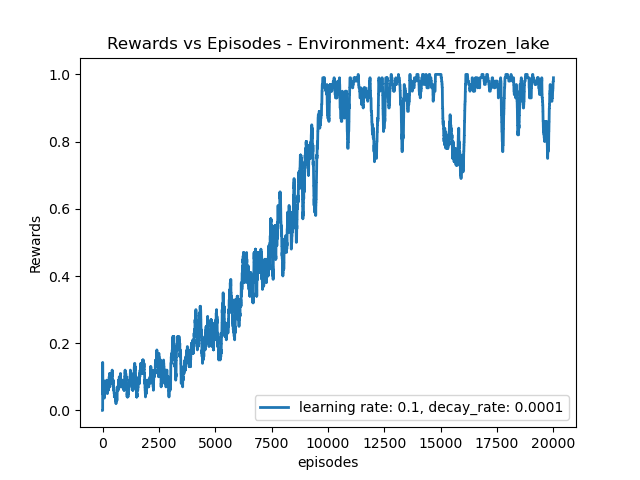 Rewards vs Episodes - Environment: 4x4_frozen_lake
1.0
0.8
0.6
0.4
0.2
0.0
Rewards
learning rate: 0.1, decay_rate: 0.0001
0 2500 5000 7500 10000 12500 15000 17500 20000
episodes